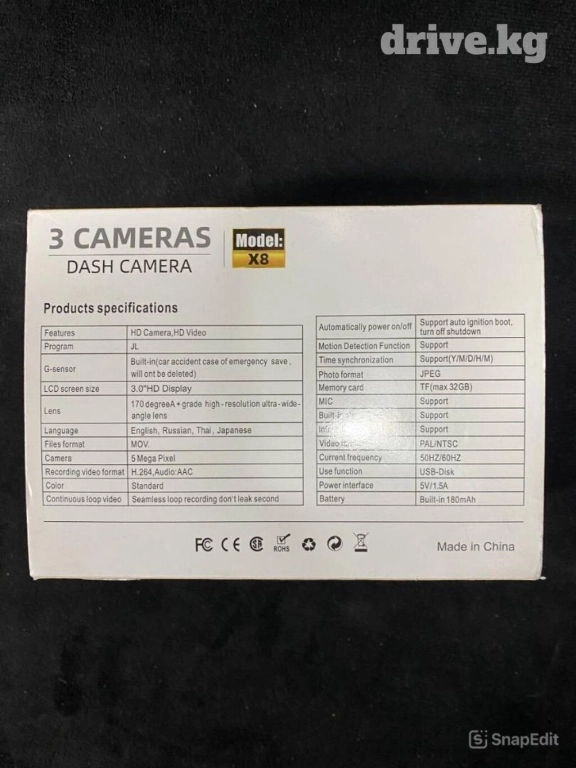 drive.kg
3 CAMERAS
DASH CAMERA
Model:
X8
Products specifications
Features HD Camera,HD Video
Program JL
G-sensor Built-in(car accident case of emergency save ,
will ont be deleted)
LCD screen size 3.0"HD Display
Lens 170 degreeA+grade high-resolution ultra-wide-
angle lens
Language English, Russian, Thai, Japanese
Files format MOV.
Camera 5 Mega Pixel
Recording video format H.264,Audio:AAC
Color Standard
Continuous loop video Seamless loop recording don't leak second
Automatically power on/off Support auto ignition boot,
turn off shutdown
Motion Detection Function Support
Time synchronization Support(Y/M/D/H/M)
Photo format JPEG
Memory card TF(max 32GB)
MIC Support
Support
Support
PAL/NTSC
Current frequency 50HZ/60HZ
Use function USB-Disk
Power interface 5V/1.5A
Battery Built-in 180mAh
FC CE ROHS
Made in China
SnapEdit